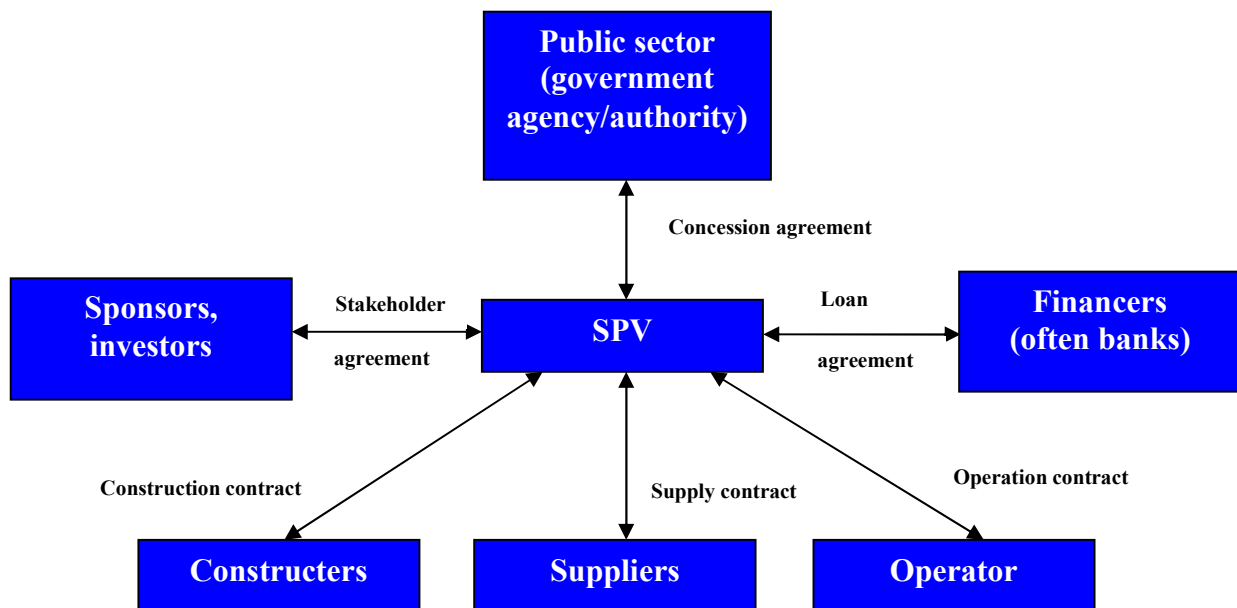 Public sector
(government
agency/authority)
Concession agreement
Sponsors,
investors
Stakeholder
agreement
SPV
Loan
agreement
Financers
(often banks)
Construction contract
Supply contract
Operation contract
Constructers
Suppliers
Operator